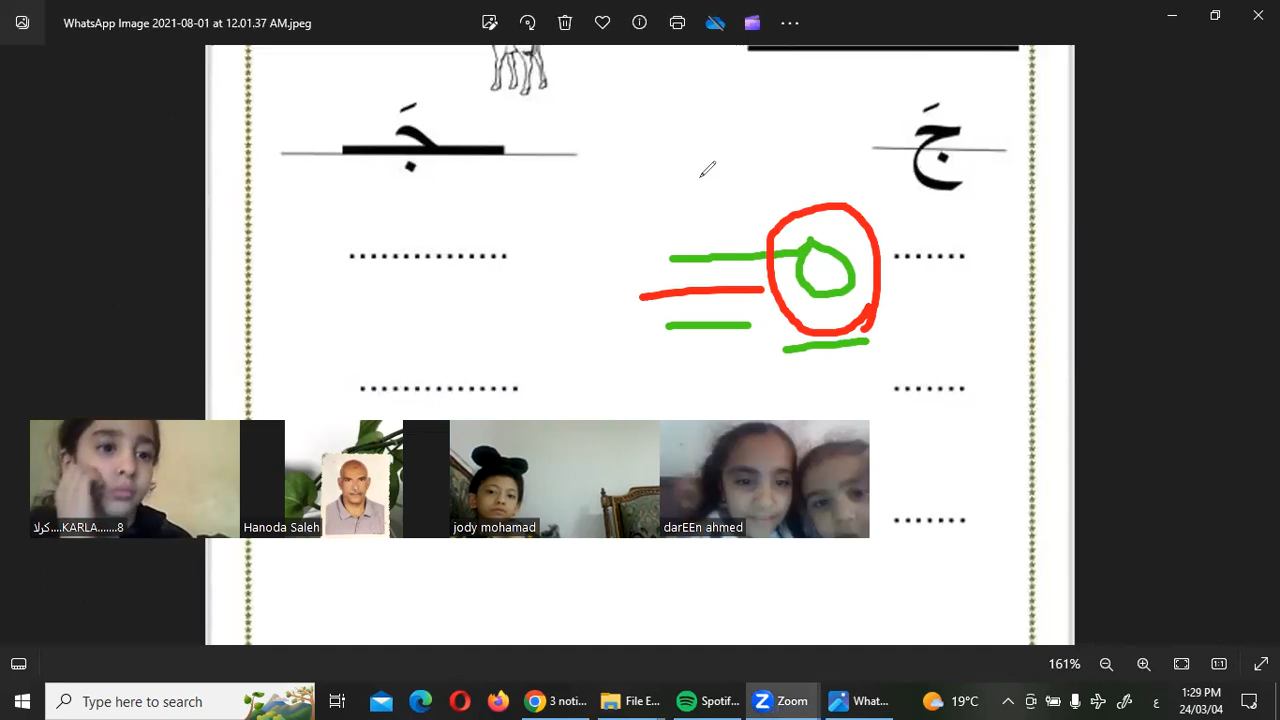 WhatsApp Image 2021-08-01 at 12.01.37 AM.jpeg
جَ
جَـ
كرلا....KARLA.......8
Hanoda Saleh
jody mohamad
darEEn ahmed
161%
Type here to search
3 noti...
File E...
Spotif...
Zoom
What...
19°C
ع
1:29 PM
24/03/04